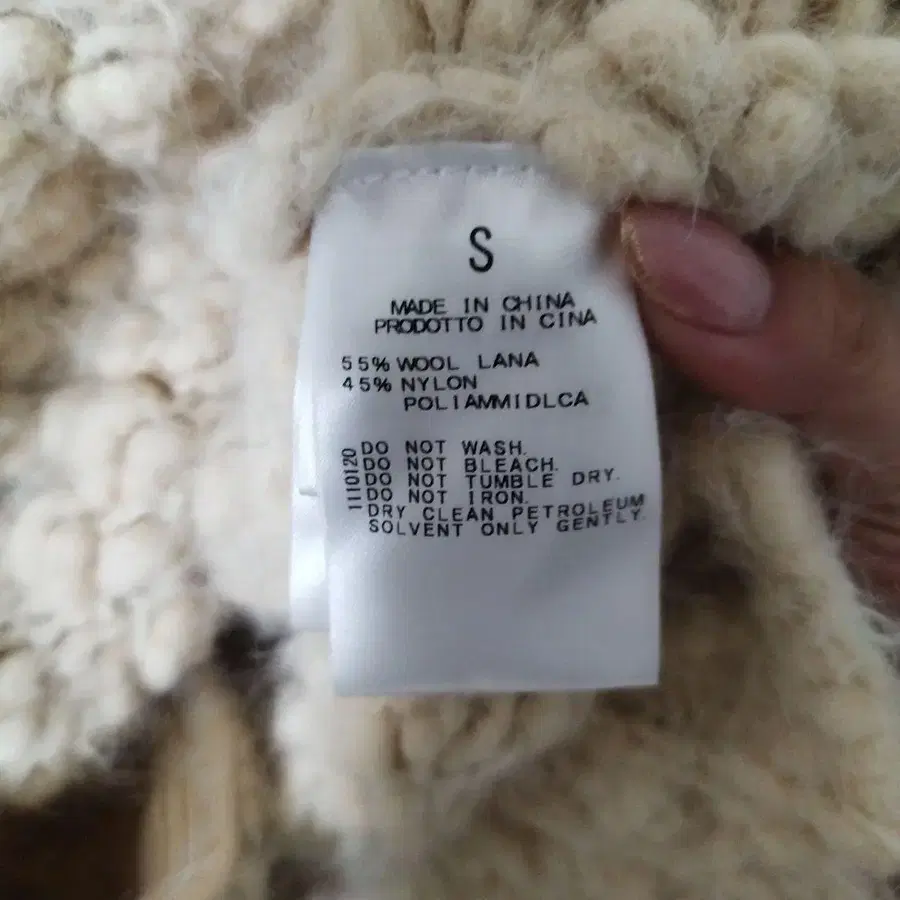 S
MADE IN CHINA
PRODOTTO IN CINA
55% WOOL LANA
45% NYLON
POLIAMMIDLCA
1110120
DO NOT WASH.
DO NOT BLEACH.
DO NOT TUMBLE DRY.
DO NOT IRON.
DRY CLEAN PETROLEUM
SOLVENT ONLY GENTLY.